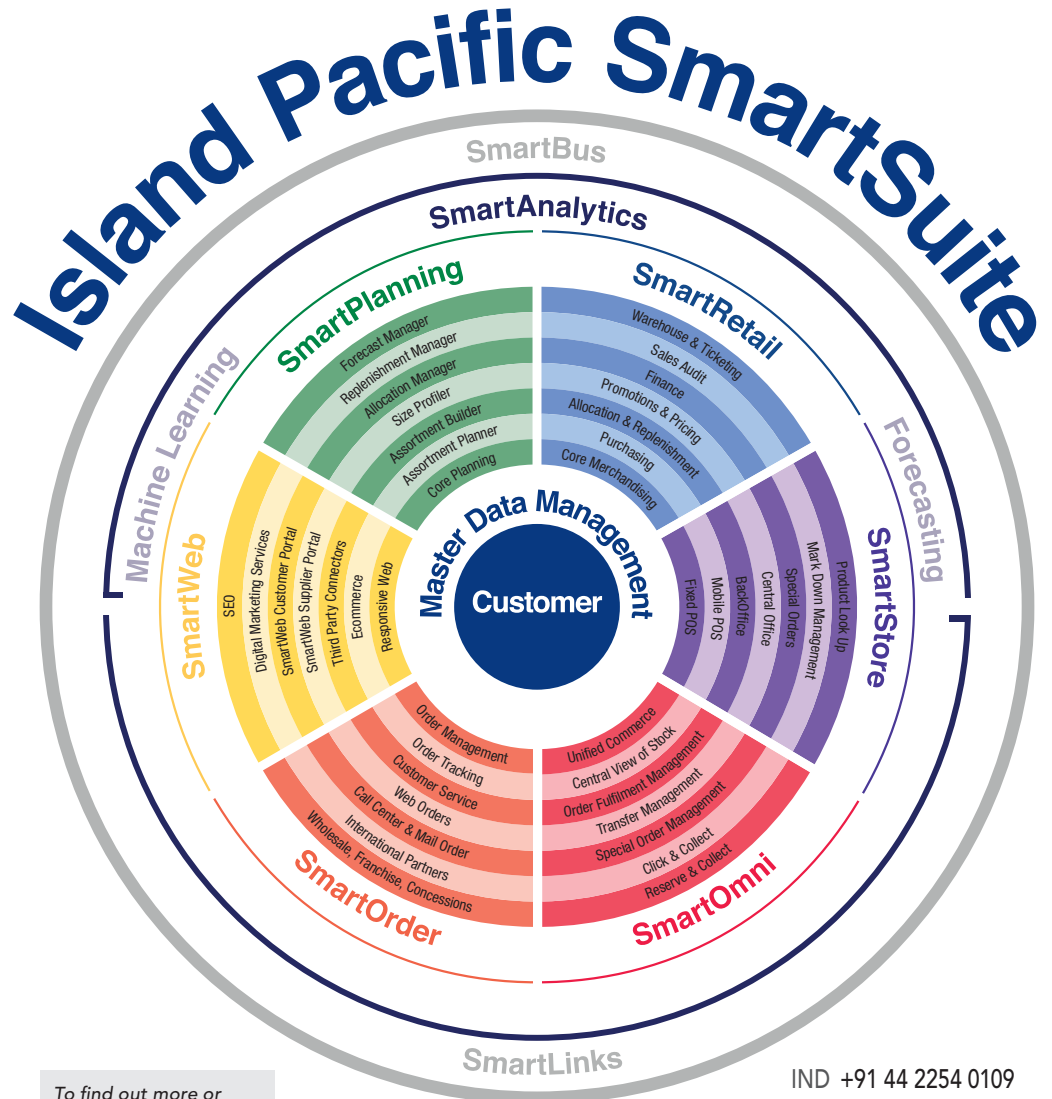 Island Pacific SmartSuite
SmartBus
SmartAnalytics
Machine Learning
Forecasting
SmartPlanning
Forecast Manager
Replenishment Manager
Allocation Manager
Size Profiler
Assortment Builder
Assortment Planner
Core Planning
SmartRetail
Warehouse & Ticketing
Sales Audit
Finance
Promotions & Pricing
Allocation & Replenishment
Purchasing
Core Merchandising
Master Data Management
Customer
SmartWeb
SEO
Digital Marketing Services
SmartWeb Customer Portal
SmartWeb Supplier Portal
Third Party Connectors
Ecommerce
Responsive Web
Fixed POS
Mobile POS
BackOffice
Central Office
Special Orders
Mark Down Management
Product Look Up
SmartStore
Order Management
Order Tracking
Customer Service
Web Orders
Call Center & Mail Order
International Partners
Wholesale, Franchise, Concessions
SmartOrder
Unified Commerce
Central View of Stock
Order Fulfilment Management
Transfer Management
Special Order Management
Click & Collect
Reserve & Collect
SmartOmni
SmartLinks
To find out more or
IND +91 44 2254 0109